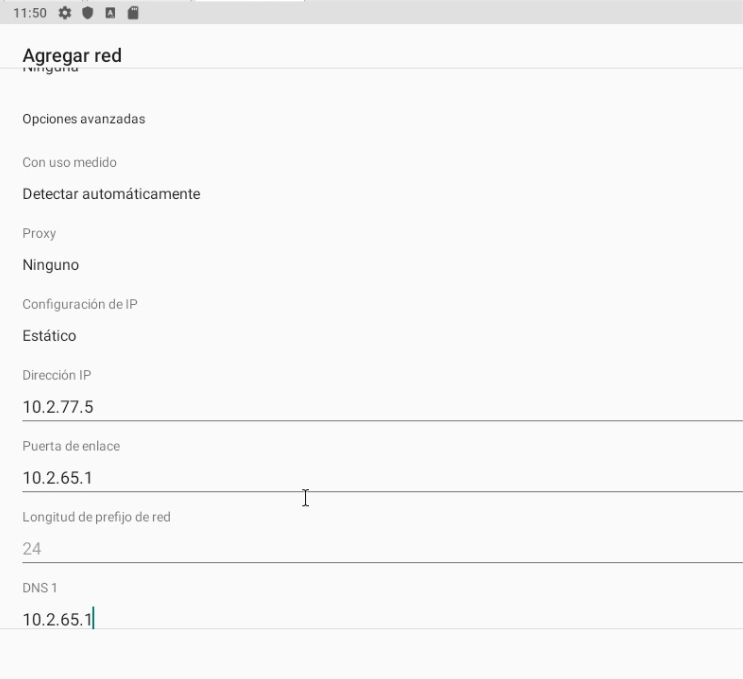 11:50
Agregar red
Ninguna
Opciones avanzadas
Con uso medido
Detectar automáticamente
Proxy
Ninguno
Configuración de IP
Estático
Dirección IP
10.2.77.5
Puerta de enlace
10.2.65.1
Longitud de prefijo de red
24
DNS 1
10.2.65.1